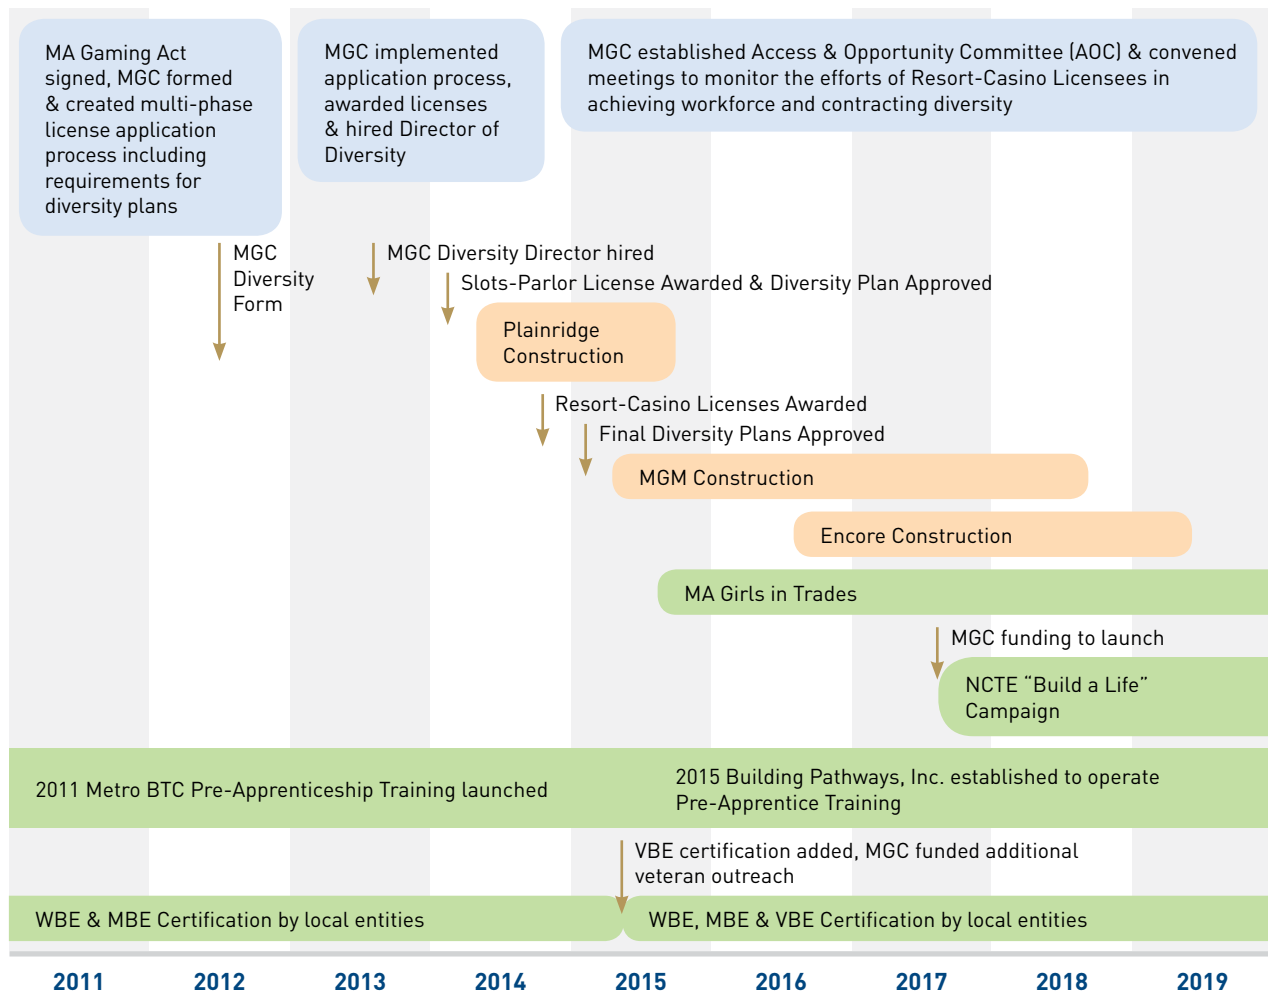 MA Gaming Act
signed, MGC formed
& created multi-phase
license application
process including
requirements for
diversity plans
MGC implemented
application process,
awarded licenses
& hired Director of
Diversity
MGC established Access & Opportunity Committee (AOC) & convened
meetings to monitor the efforts of Resort-Casino Licensees in
achieving workforce and contracting diversity
MGC
Diversity
Form
MGC Diversity Director hired
Slots-Parlor License Awarded & Diversity Plan Approved
Plainridge
Construction
Resort-Casino Licenses Awarded
Final Diversity Plans Approved
MGM Construction
Encore Construction
MA Girls in Trades
MGC funding to launch
NCTE “Build a Life”
Campaign
2011 Metro BTC Pre-Apprenticeship Training launched
2015 Building Pathways, Inc. established to operate
Pre-Apprentice Training
VBE certification added, MGC funded additional
veteran outreach
WBE & MBE Certification by local entities
WBE, MBE & VBE Certification by local entities
2011 2012 2013 2014 2015 2016 2017 2018 2019